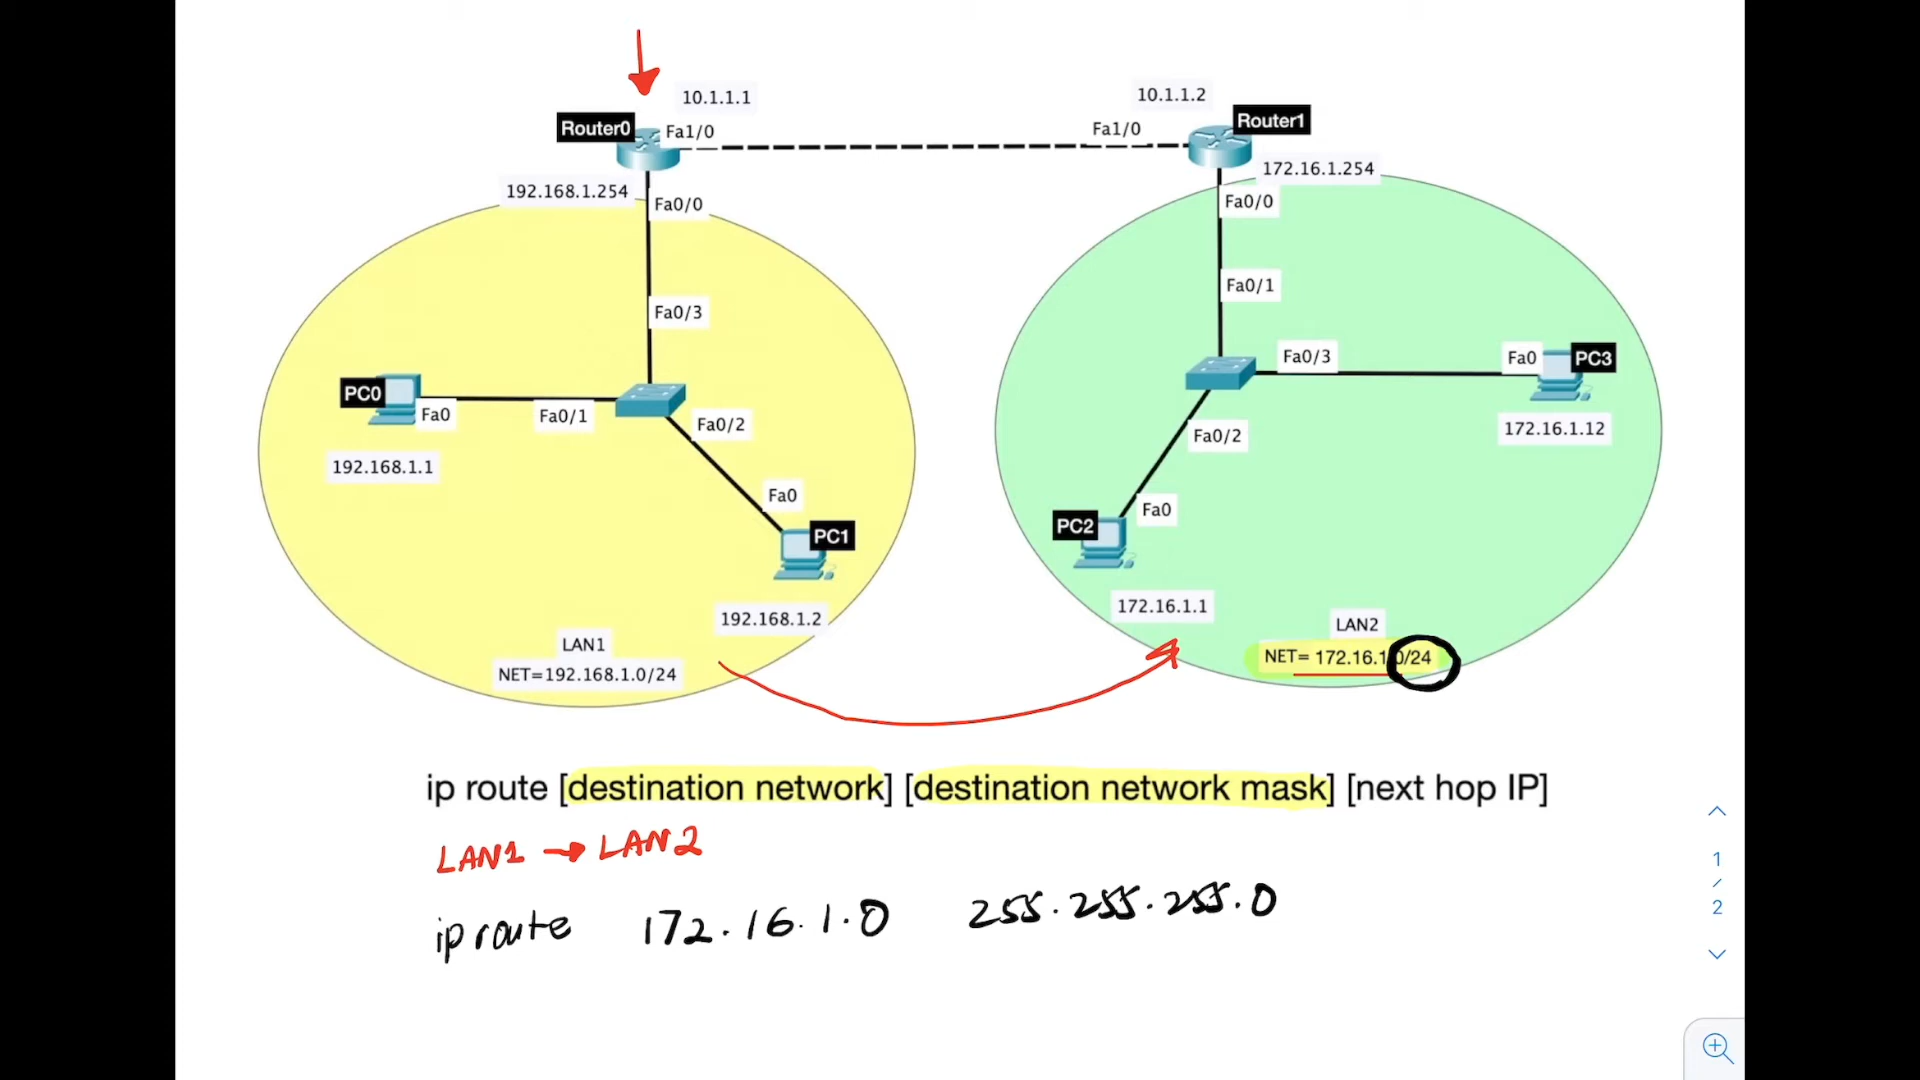 10.1.1.1
10.1.1.2
Router0
Fa1/0
Fa1/0
Router1
192.168.1.254
Fa0/0
172.16.1.254
Fa0/0
Fa0/3
Fa0/1
PC0
Fa0
Fa0/1
Fa0/2
192.168.1.1
Fa0
PC1
192.168.1.2
LAN1
NET=192.168.1.0/24
Fa0/3
Fa0
PC3
172.16.1.12
Fa0/2
PC2
Fa0
172.16.1.1
LAN2
NET= 172.16.1.0/24
ip route [destination network] [destination network mask] [next hop IP]
LAN1 → LAN2
ip route 172.16.1.0 255.255.255.0
1
/
2